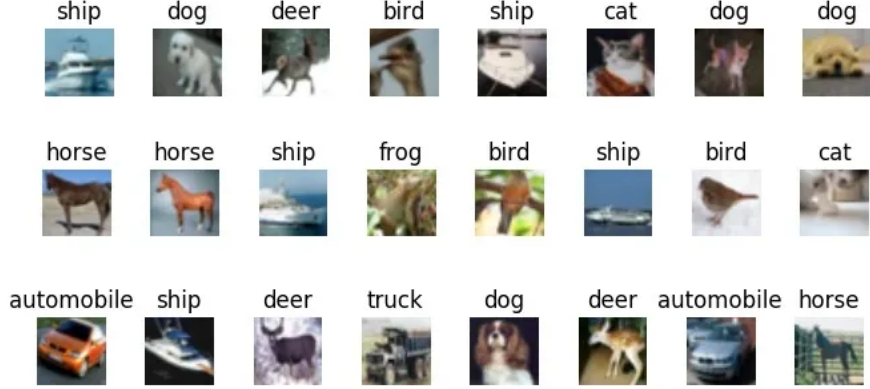 ship dog deer bird ship cat dog dog
horse horse ship frog bird ship bird cat
automobile ship deer truck dog deer automobile horse